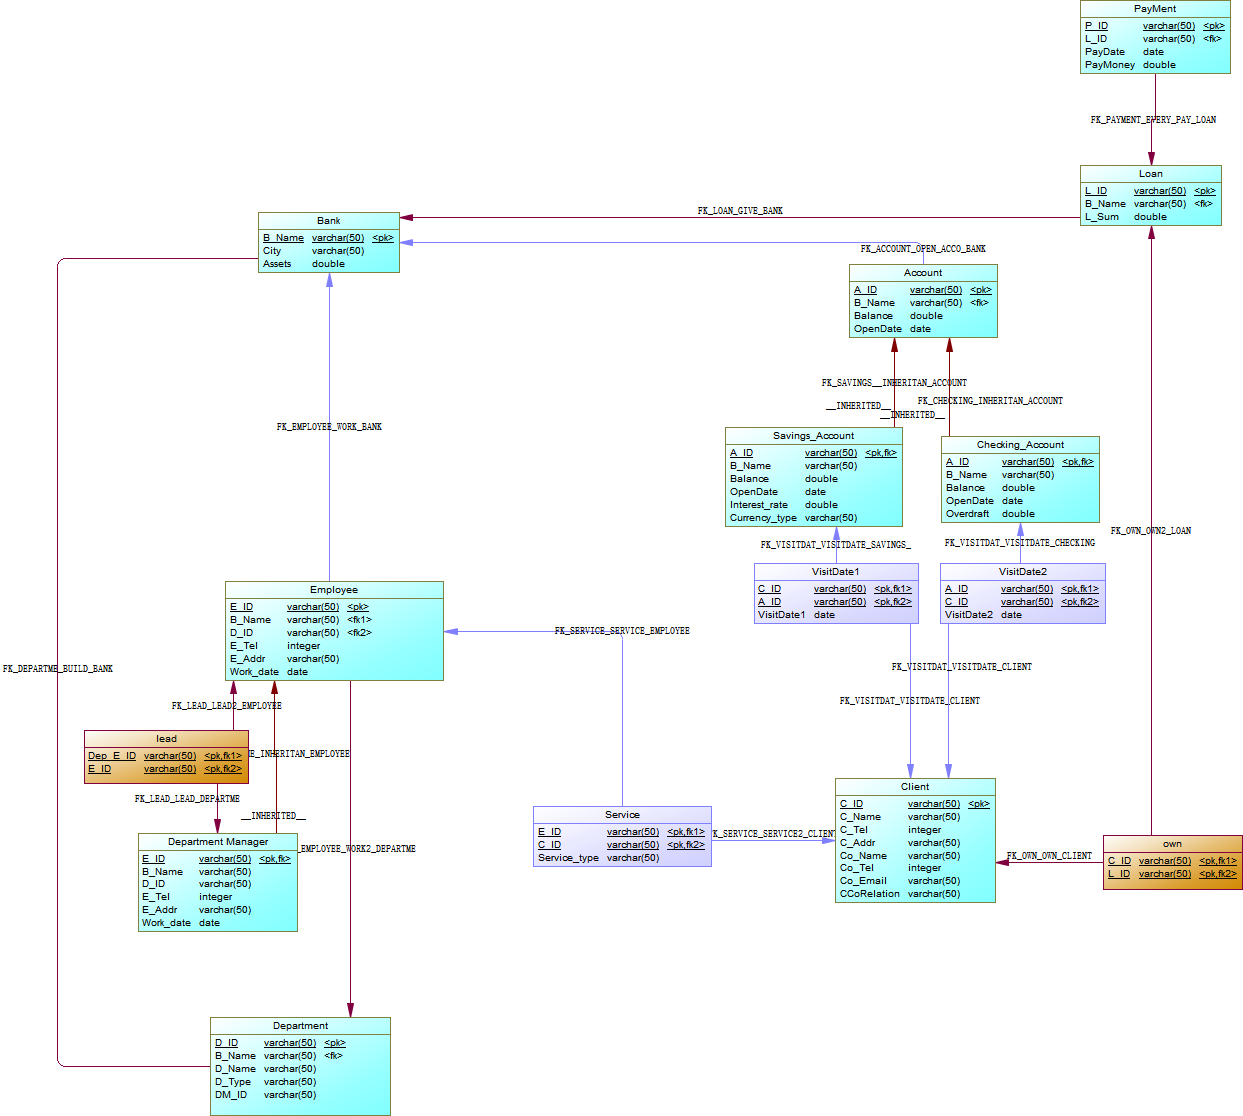 PayMent
P_ID varchar(50) <pk>
L_ID varchar(50) <fk>
PayDate date
PayMoney double
FK_PAYMENT_EVERY_PAY_LOAN
Loan
L_ID varchar(50) <pk>
B_Name varchar(50) <fk>
L_Sum double
FK_LOAN_GIVE_BANK
Bank
B_Name varchar(50) <pk>
City varchar(50)
Assets double
FK_ACCOUNT_OPEN_ACCO_BANK
Account
A_ID varchar(50) <pk>
B_Name varchar(50) <fk>
Balance double
OpenDate date
FK_SAVINGS__INHERITAN_ACCOUNT
__INHERITED__
FK_CHECKING_INHERITAN_ACCOUNT
__INHERITED__
FK_EMPLOYEE_WORK_BANK
Savings_Account
A_ID varchar(50) <pk,fk>
B_Name varchar(50)
Balance double
OpenDate date
Interest_rate double
Currency_type varchar(50)
Checking_Account
A_ID varchar(50) <pk,fk>
B_Name varchar(50)
Balance double
OpenDate date
Overdraft double
FK_OWN_OWN2_LOAN
FK_VISITDAT_VISITDATE_SAVINGS_
FK_VISITDAT_VISITDATE_CHECKING
VisitDate1
C_ID varchar(50) <pk,fk1>
A_ID varchar(50) <pk,fk2>
VisitDate1 date
VisitDate2
A_ID varchar(50) <pk,fk1>
C_ID varchar(50) <pk,fk2>
VisitDate2 date
Employee
E_ID varchar(50) <pk>
B_Name varchar(50) <fk1>
D_ID varchar(50) <fk2>
E_Tel integer
E_Addr varchar(50)
Work_date date
FK_SERVICE_SERVICE_EMPLOYEE
FK_DEPARTME_BUILD_BANK
FK_VISITDAT_VISITDATE_CLIENT
FK_VISITDAT_VISITDATE_CLIENT
FK_LEAD_LEAD2_EMPLOYEE
lead
Dep_E_ID varchar(50) <pk,fk1>
E_ID varchar(50) <pk,fk2>
E_INHERITAN_EMPLOYEE
FK_LEAD_LEAD_DEPARTME
__INHERITED__
Department Manager
E_ID varchar(50) <pk,fk>
B_Name varchar(50)
D_ID varchar(50)
E_Tel integer
E_Addr varchar(50)
Work_date date
_EMPLOYEE_WORK2_DEPARTME
Service
E_ID varchar(50) <pk,fk1>
C_ID varchar(50) <pk,fk2>
Service_type varchar(50)
K_SERVICE_SERVICE2_CLIENT
Client
C_ID varchar(50) <pk>
C_Name varchar(50)
C_Tel integer
C_Addr varchar(50)
Co_Name varchar(50)
Co_Tel integer
Co_Email varchar(50)
CCoRelation varchar(50)
FK_OWN_OWN_CLIENT
own
C_ID varchar(50) <pk,fk1>
L_ID varchar(50) <pk,fk2>
Department
D_ID varchar(50) <pk>
B_Name varchar(50) <fk>
D_Name varchar(50)
D_Type varchar(50)
DM_ID varchar(50)